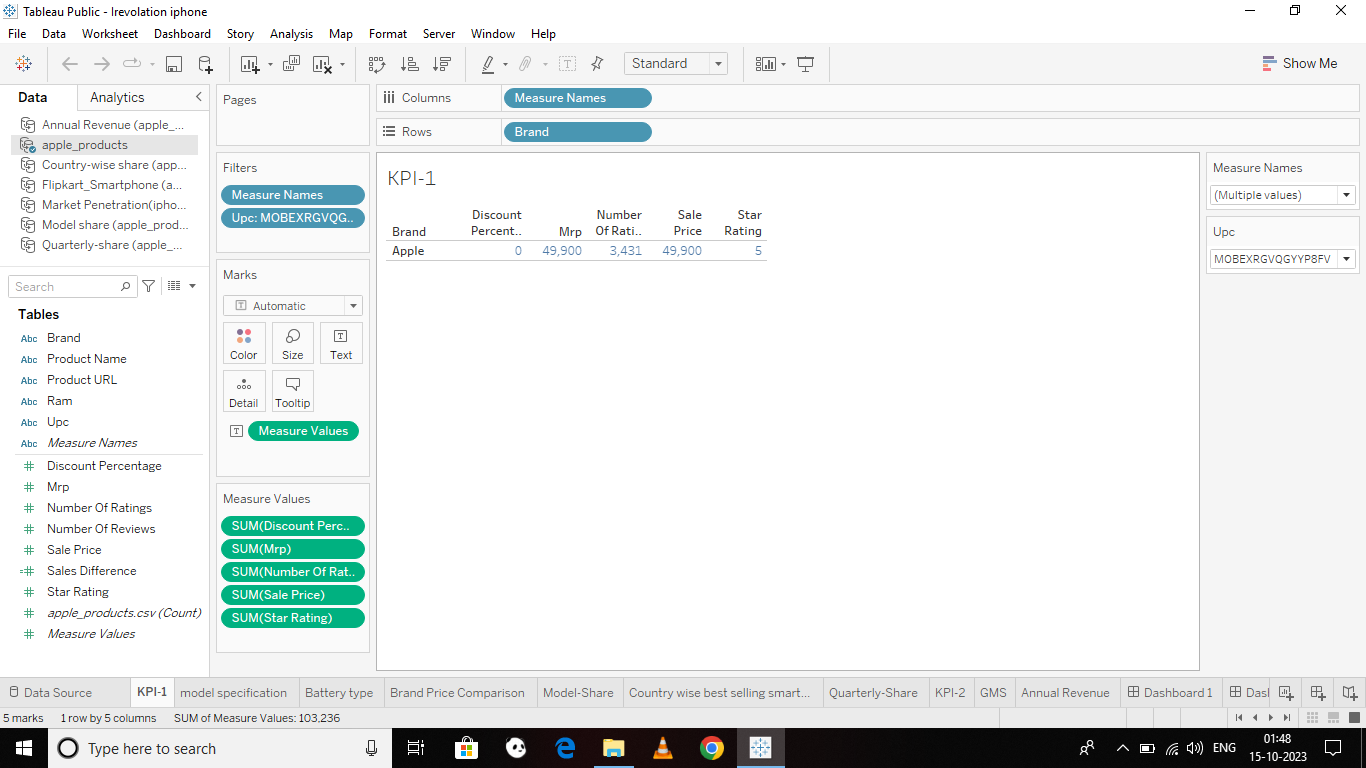 Tableau Public - Irevolation iphone
File Data Worksheet Dashboard Story Analysis Map Format Server Window Help
Standard
Show Me
Data Analytics
Annual Revenue (apple_...
apple_products
Country-wise share (app...
Flipkart_Smartphone (a...
Market Penetration(ipho...
Model share (apple_prod...
Quarterly-share (apple_...
Search
Tables
Abc Brand
Abc Product Name
Abc Product URL
Abc Ram
Abc Upc
Abc Measure Names
# Discount Percentage
# Mrp
# Number Of Ratings
# Number Of Reviews
# Sale Price
=# Sales Difference
# Star Rating
# apple_products.csv (Count)
# Measure Values
Pages
Filters
Measure Names
Upc: MOBEXRGVQG..
Marks
T Automatic
Color Size Text
Detail Tooltip
T Measure Values
Measure Values
SUM(Discount Perc..
SUM(Mrp)
SUM(Number Of Rat..
SUM(Sale Price)
SUM(Star Rating)
Columns Measure Names
Rows Brand
KPI-1
Discount Number Sale Star
Brand Percent.. Mrp Of Rati.. Price Rating
Apple 0 49,900 3,431 49,900 5
Measure Names
(Multiple values)
Upc
MOBEXRGVQGYYP8FV
Data Source KPI-1 model specification Battery type Brand Price Comparison Model-Share Country wise best selling smart... Quarterly-Share KPI-2 GMS Annual Revenue Dashboard 1 Dasl
5 marks 1 row by 5 columns SUM of Measure Values: 103,236
Type here to search
ENG
01:48
15-10-2023